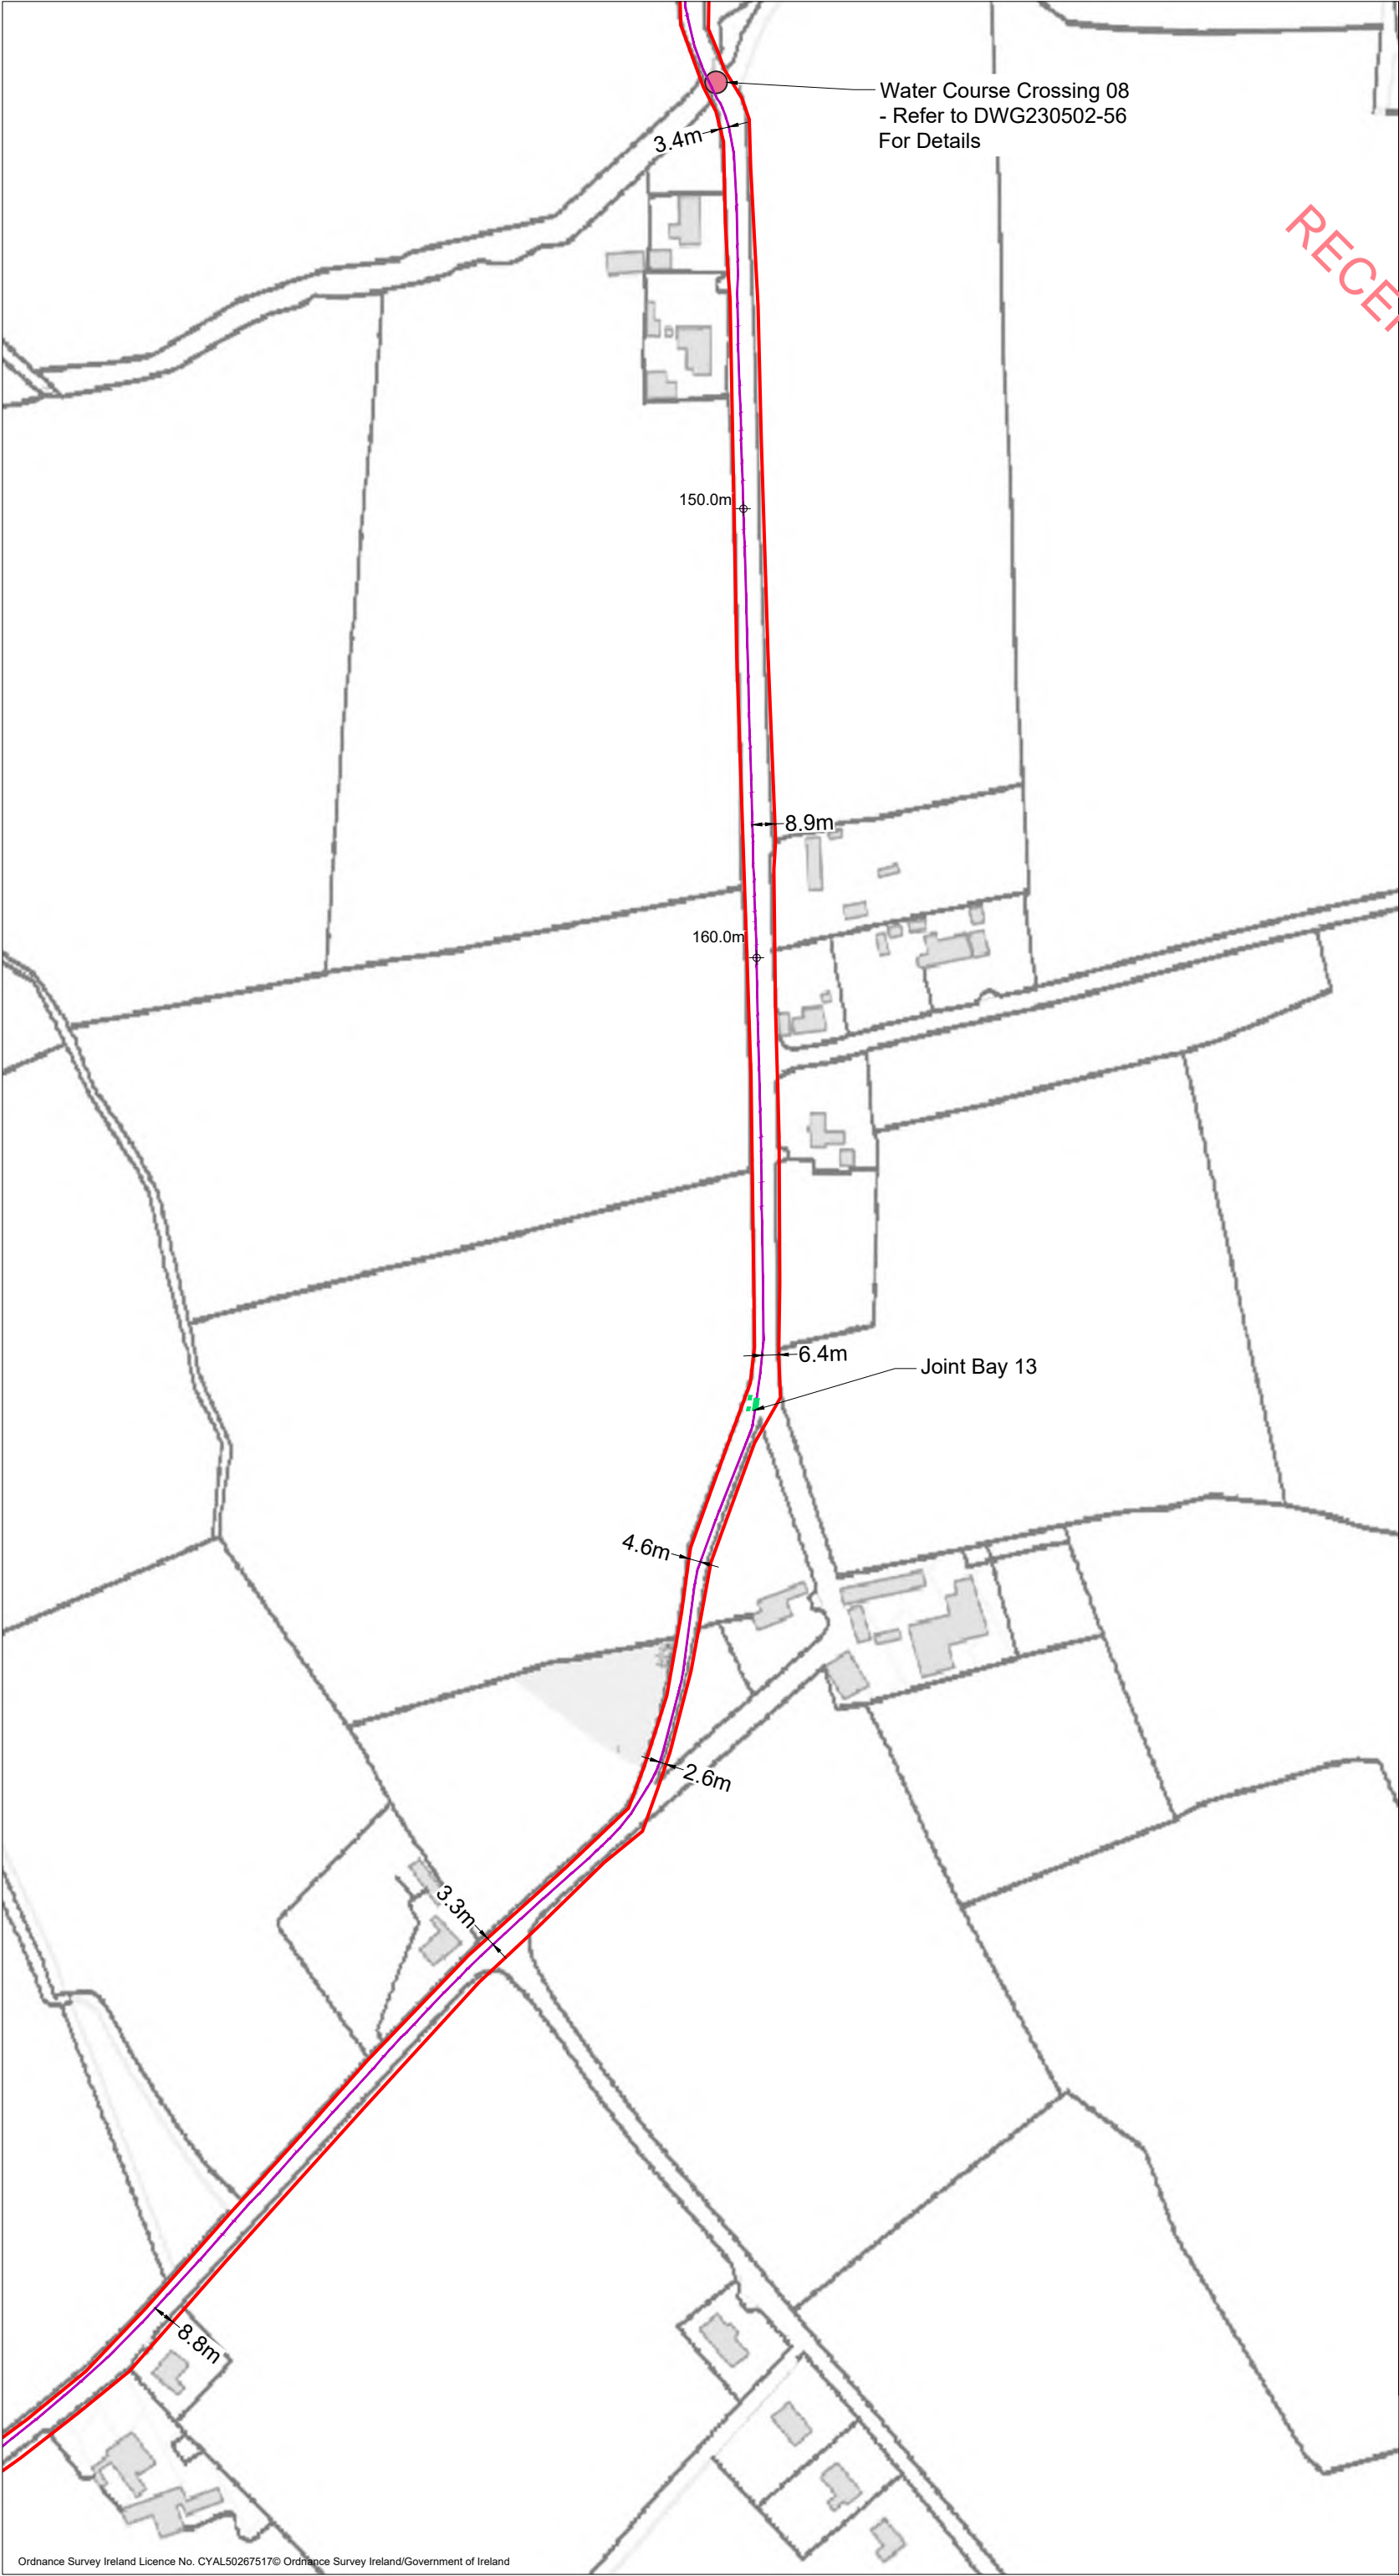 Water Course Crossing 08
- Refer to DWG230502-56
For Details
3.4m
150.0m
8.9m
160.0m
6.4m
Joint Bay 13
4.6m
2.6m
3.3m
8.8m
Ordnance Survey Ireland Licence No. CYAL50267517© Ordnance Survey Ireland/Government of Ireland